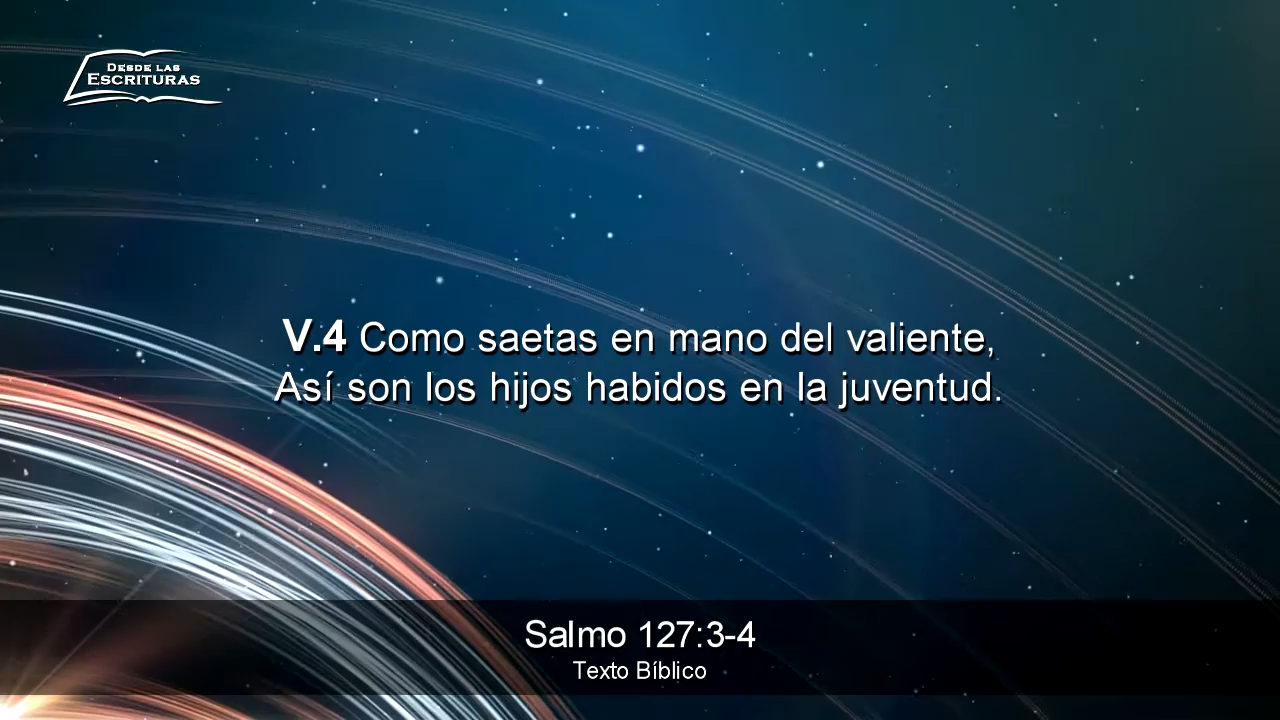 DESDE LAS
ESCRITURAS
V.4 Como saetas en mano del valiente,
Así son los hijos habidos en la juventud.
Salmo 127:3-4
Texto Bíblico